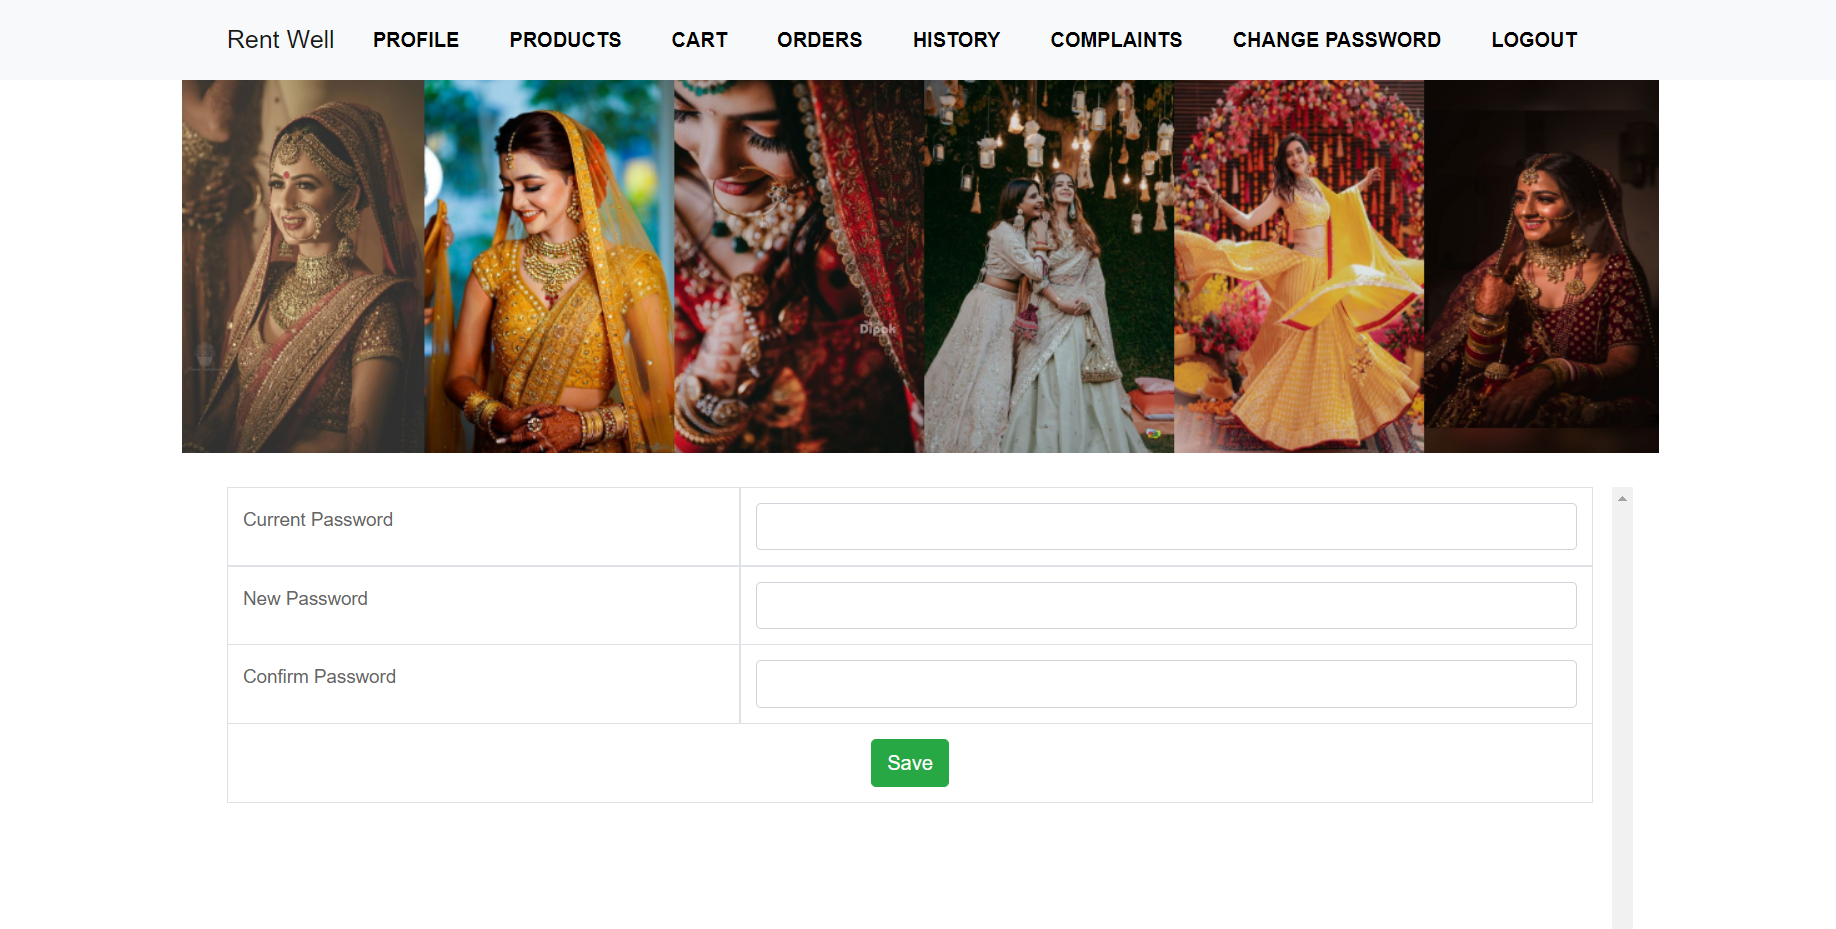 Rent Well PROFILE PRODUCTS CART ORDERS HISTORY COMPLAINTS CHANGE PASSWORD LOGOUT
Dipak
Current Password
New Password
Confirm Password
Save